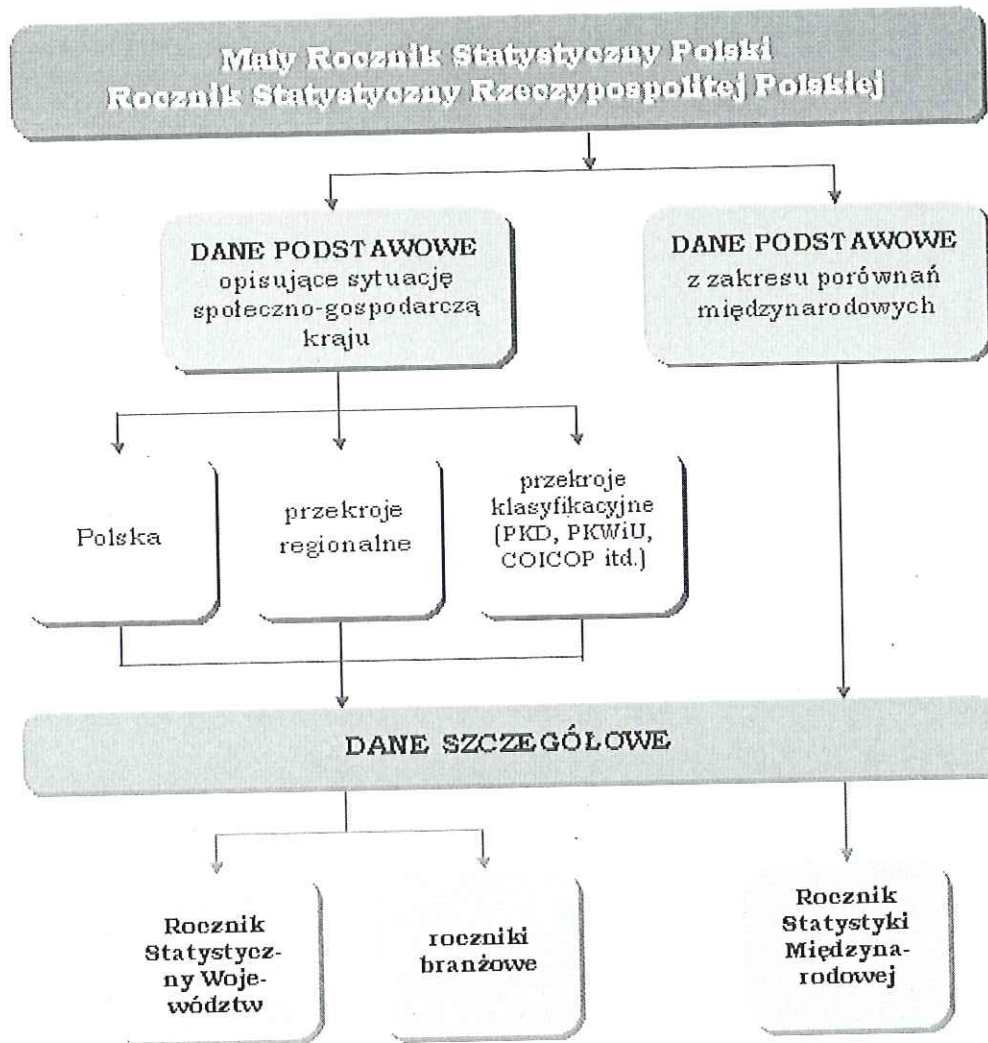 Mały Rocznik Statystyczny Polski
Rocznik Statystyczny Rzeczypospolitej Polskiej
DANE PODSTAWOWE
opisujące sytuację
społeczno-gospodarczą
kraju
DANE PODSTAWOWE
z zakresu porównań
międzynarodowych
Polska
przekroje
regionalne
przekroje
klasyfikacyjne
(PKD, PKWiU,
COICOP itd.)
DANE SZCZEGÓŁOWE
Rocznik
Statystycz-
ny Woje-
wództw
roczniki
branżowe
Rocznik
Statystyki
Międzyna-
rodowej